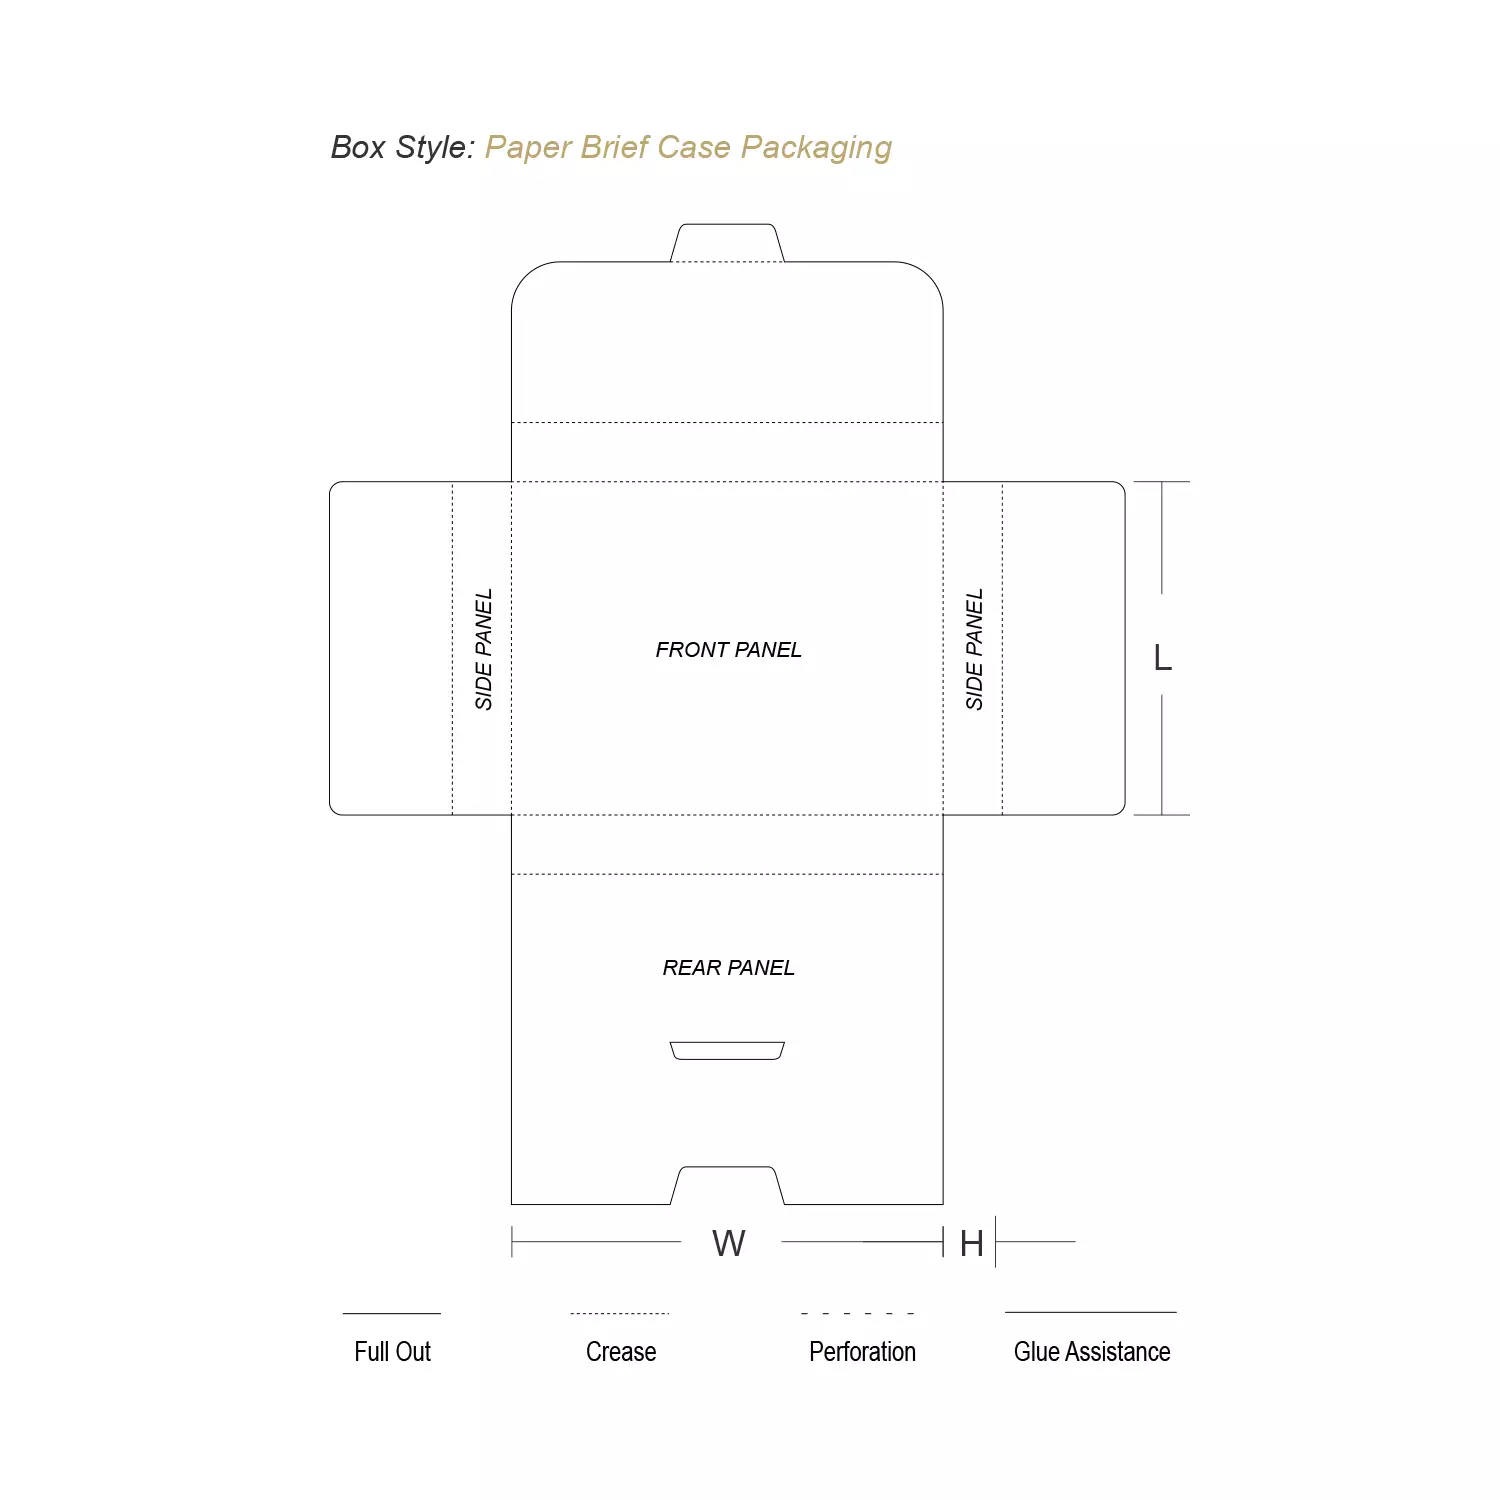 Box Style: Paper Brief Case Packaging
SIDE PANEL
FRONT PANEL
SIDE PANEL
L
REAR PANEL
W
H
Full Out
Crease
Perforation
Glue Assistance